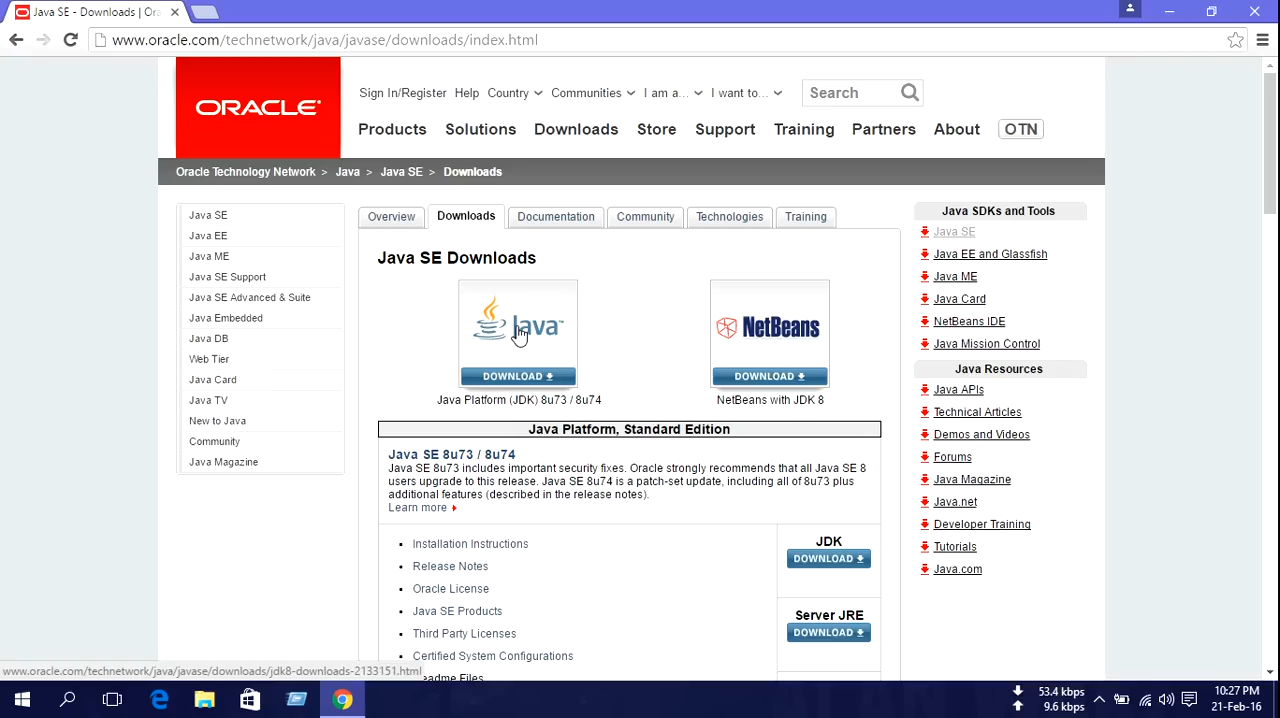 Java SE - Downloads | Ora
www.oracle.com/technetwork/java/javase/downloads/index.html
ORACLE
Sign In/Register Help Country Communities I am a... I want to... Search
Products Solutions Downloads Store Support Training Partners About OTN
Oracle Technology Network > Java > Java SE > Downloads
Java SE
Java EE
Java ME
Java SE Support
Java SE Advanced & Suite
Java Embedded
Java DB
Web Tier
Java Card
Java TV
New to Java
Community
Java Magazine
Overview Downloads Documentation Community Technologies Training
Java SE Downloads
Java™
NetBeans
DOWNLOAD
DOWNLOAD
Java Platform (JDK) 8u73 / 8u74
NetBeans with JDK 8
Java Platform, Standard Edition
Java SE 8u73 / 8u74
Java SE 8u73 includes important security fixes. Oracle strongly recommends that all Java SE 8
users upgrade to this release. Java SE 8u74 is a patch-set update, including all of 8u73 plus
additional features (described in the release notes).
Learn more
Installation Instructions
Release Notes
Oracle License
Java SE Products
Third Party Licenses
Certified System Configurations
JDK
DOWNLOAD
Server JRE
DOWNLOAD
Java SDKs and Tools
Java SE
Java EE and Glassfish
Java ME
Java Card
NetBeans IDE
Java Mission Control
Java Resources
Java APIs
Technical Articles
Demos and Videos
Forums
Java Magazine
Java.net
Developer Training
Tutorials
Java.com
www.oracle.com/technetwork/java/javase/downloads/jdk8-downloads-2133151.html
eadme Files
53.4 kbps
9.6 kbps
10:27 PM
21-Feb-16